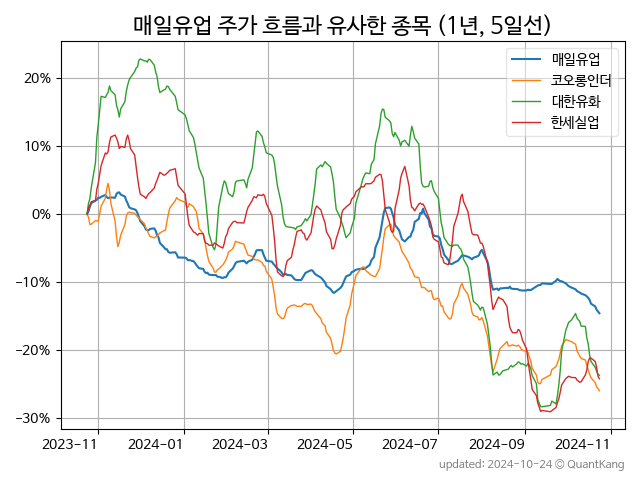 매일유업 주가 흐름과 유사한 종목 (1년, 5일선)
매일유업
코오롱인더
대한유화
한세실업
20%
10%
0%
−10%
−20%
−30%
2023-11 2024-01 2024-03 2024-05 2024-07 2024-09 2024-11
updated: 2024-10-24 © QuantKang